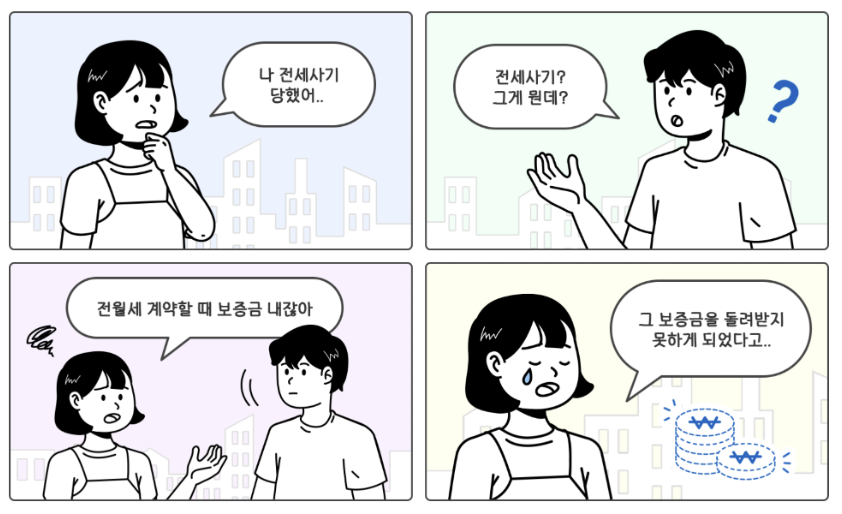 나 전세사기
당했어..
전세사기?
그게 뭔데?
?
전월세 계약할 때 보증금 내잖아
그 보증금을 돌려받지
못하게 되었다고..
₩
₩